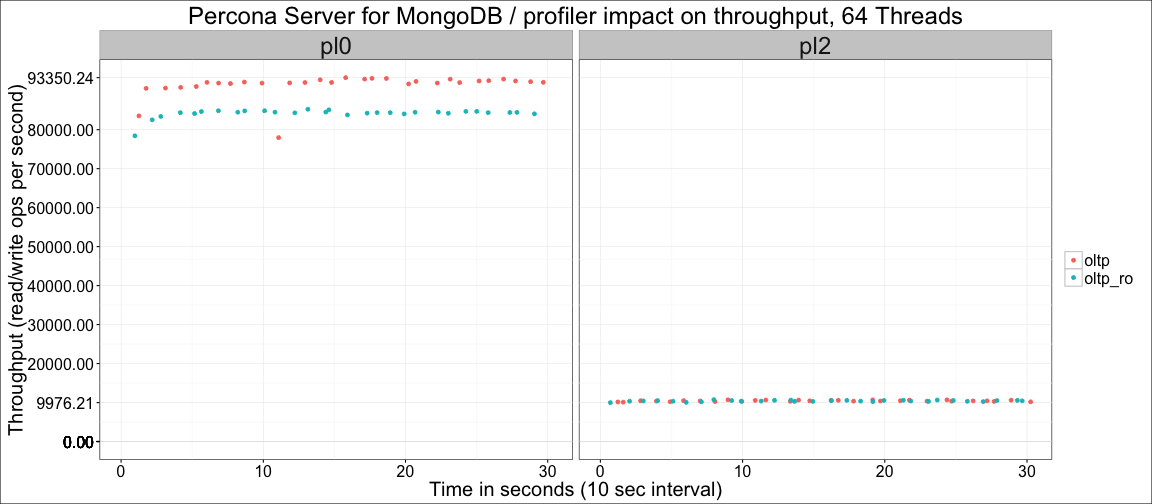 Percona Server for MongoDB / profiler impact on throughput, 64 Threads
pl0
pl2
Throughput (read/write ops per second)
93350.24
80000.00
70000.00
60000.00
50000.00
40000.00
30000.00
20000.00
9976.21
0.00
0 10 20 30
0 10 20 30
Time in seconds (10 sec interval)
oltp
oltp_ro